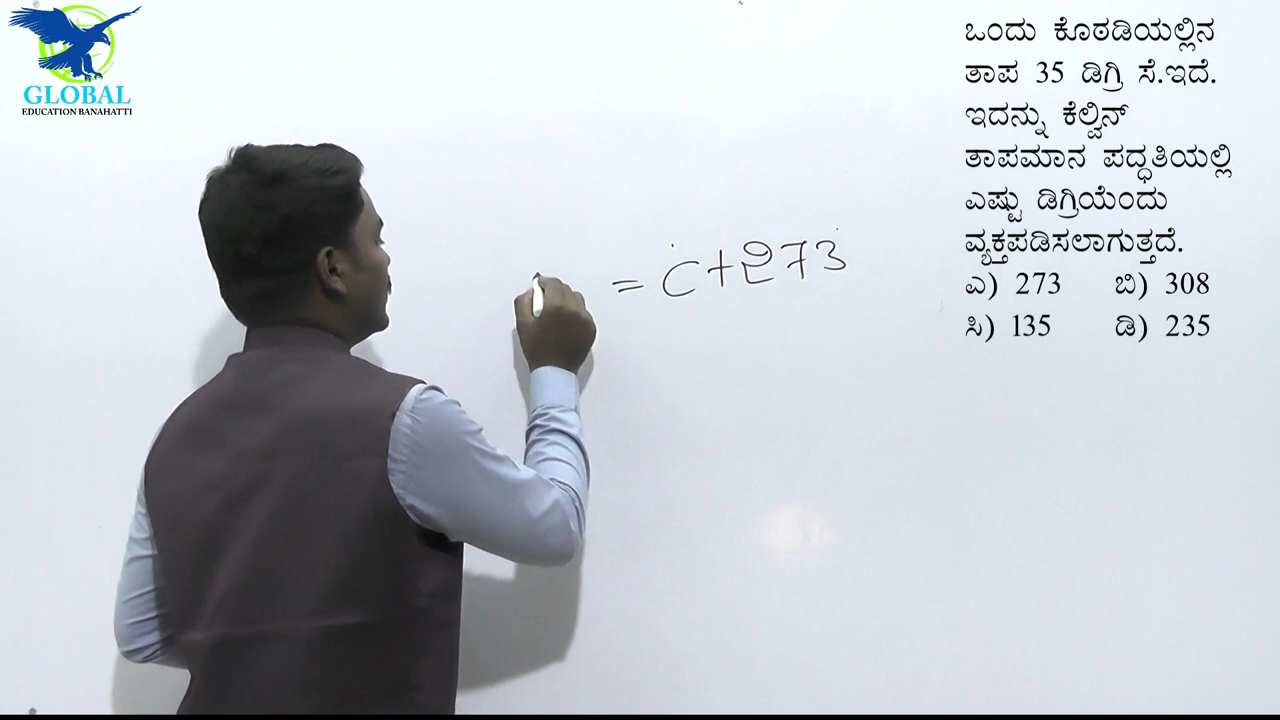 GLOBAL
EDUCATION BANAHATTI
ಒಂದು ಕೊಠಡಿಯಲ್ಲಿನ
ತಾಪ 35 ಡಿಗ್ರಿ ಸೆ.ಇದೆ.
ಇದನ್ನು ಕೆಲ್ವಿನ್
ತಾಪಮಾನ ಪದ್ಧತಿಯಲ್ಲಿ
ಎಷ್ಟು ಡಿಗ್ರಿಯೆಂದು
ವ್ಯಕ್ತಪಡಿಸಲಾಗುತ್ತದೆ.
ಎ) 273 ಬಿ) 308
ಸಿ) 135 ಡಿ) 235
= C+273